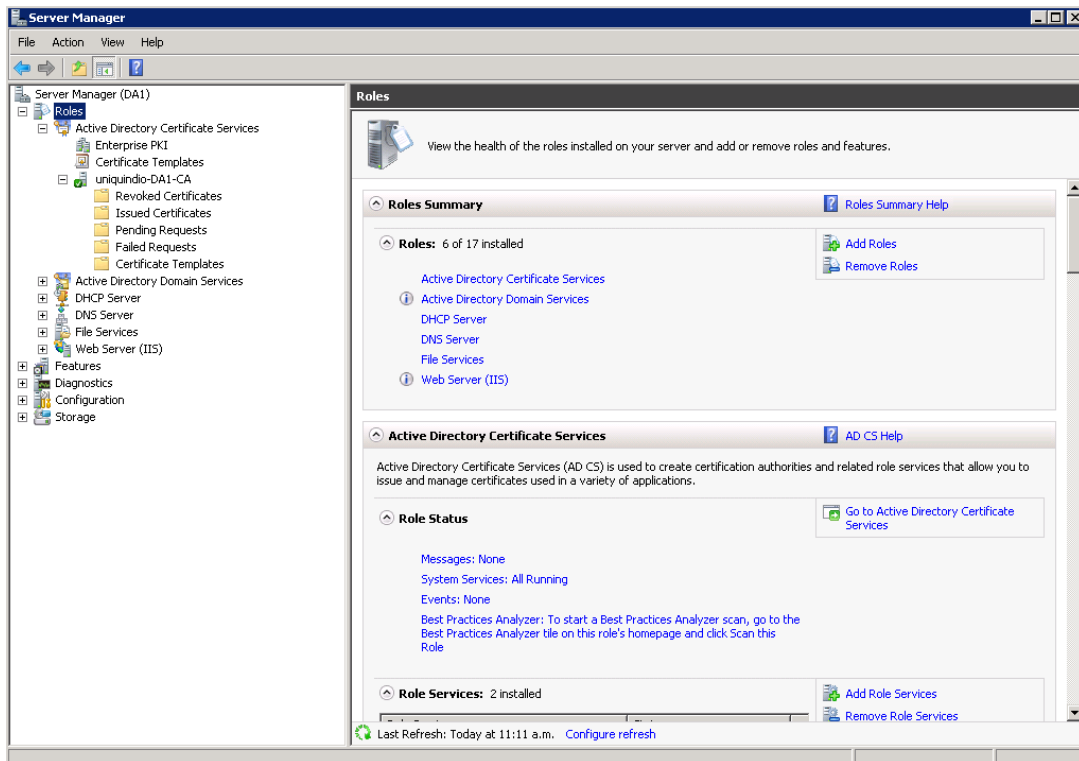 Server Manager
File Action View Help
Server Manager (DA1)
Roles
Active Directory Certificate Services
Enterprise PKI
Certificate Templates
uniquindio-DA1-CA
Revoked Certificates
Issued Certificates
Pending Requests
Failed Requests
Certificate Templates
Active Directory Domain Services
DHCP Server
DNS Server
File Services
Web Server (IIS)
Features
Diagnostics
Configuration
Storage
Roles
View the health of the roles installed on your server and add or remove roles and features.
Roles Summary
Roles Summary Help
Roles: 6 of 17 installed
Add Roles
Remove Roles
Active Directory Certificate Services
Active Directory Domain Services
DHCP Server
DNS Server
File Services
Web Server (IIS)
Active Directory Certificate Services
AD CS Help
Active Directory Certificate Services (AD CS) is used to create certification authorities and related role services that allow you to
issue and manage certificates used in a variety of applications.
Role Status
Go to Active Directory Certificate
Services
Messages: None
System Services: All Running
Events: None
Best Practices Analyzer: To start a Best Practices Analyzer scan, go to the
Best Practices Analyzer tile on this role's homepage and click Scan this
Role
Role Services: 2 installed
Add Role Services
Remove Role Services
Last Refresh: Today at 11:11 a.m. Configure refresh